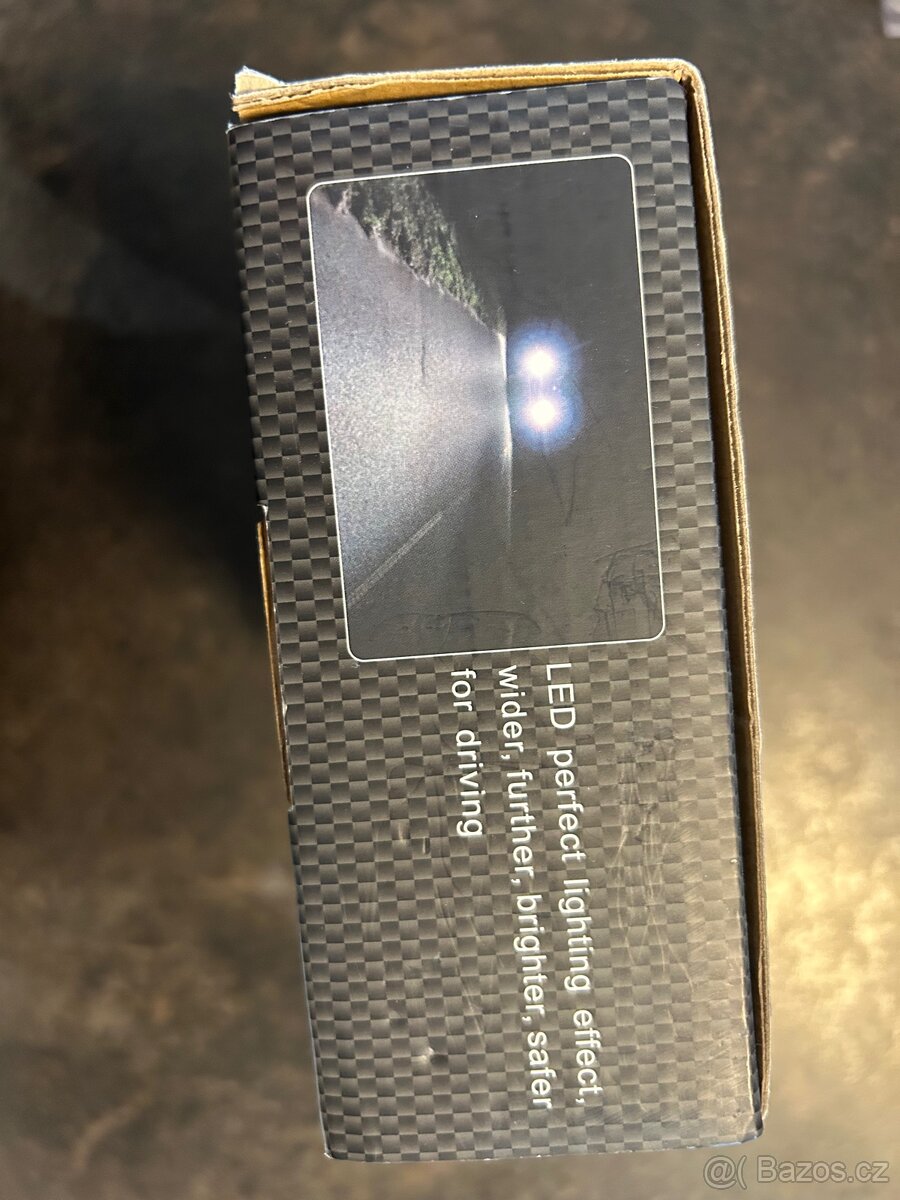 LED perfect lighting effect,
wider, further, brighter, safer
for driving
@( Bazos.cz